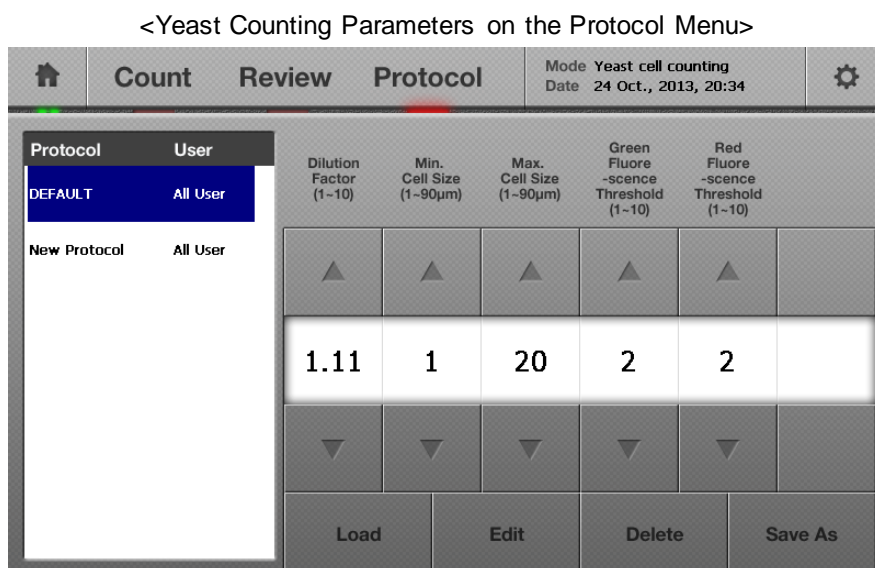 <Yeast Counting Parameters on the Protocol Menu>
Count Review Protocol
Mode Yeast cell counting
Date 24 Oct., 2013, 20:34
Protocol User
DEFAULT All User
New Protocol All User
Dilution
Factor
(1~10)
Min.
Cell Size
(1~90µm)
Max.
Cell Size
(1~90µm)
Green
Fluore
-scence
Threshold
(1~10)
Red
Fluore
-scence
Threshold
(1~10)
1.11 1 20 2 2
Load Edit Delete Save As